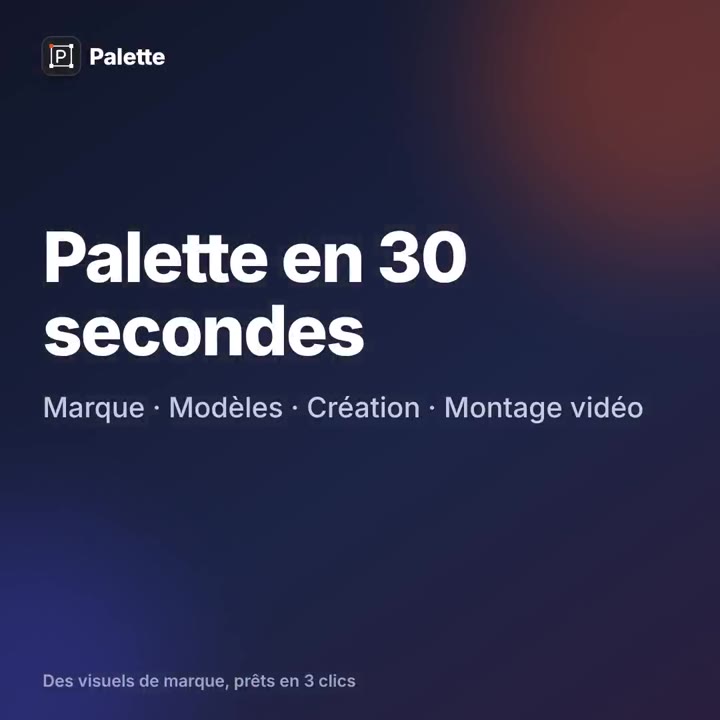 P Palette
Palette en 30
secondes
Marque · Modèles · Création · Montage vidéo
Des visuels de marque, prêts en 3 clics